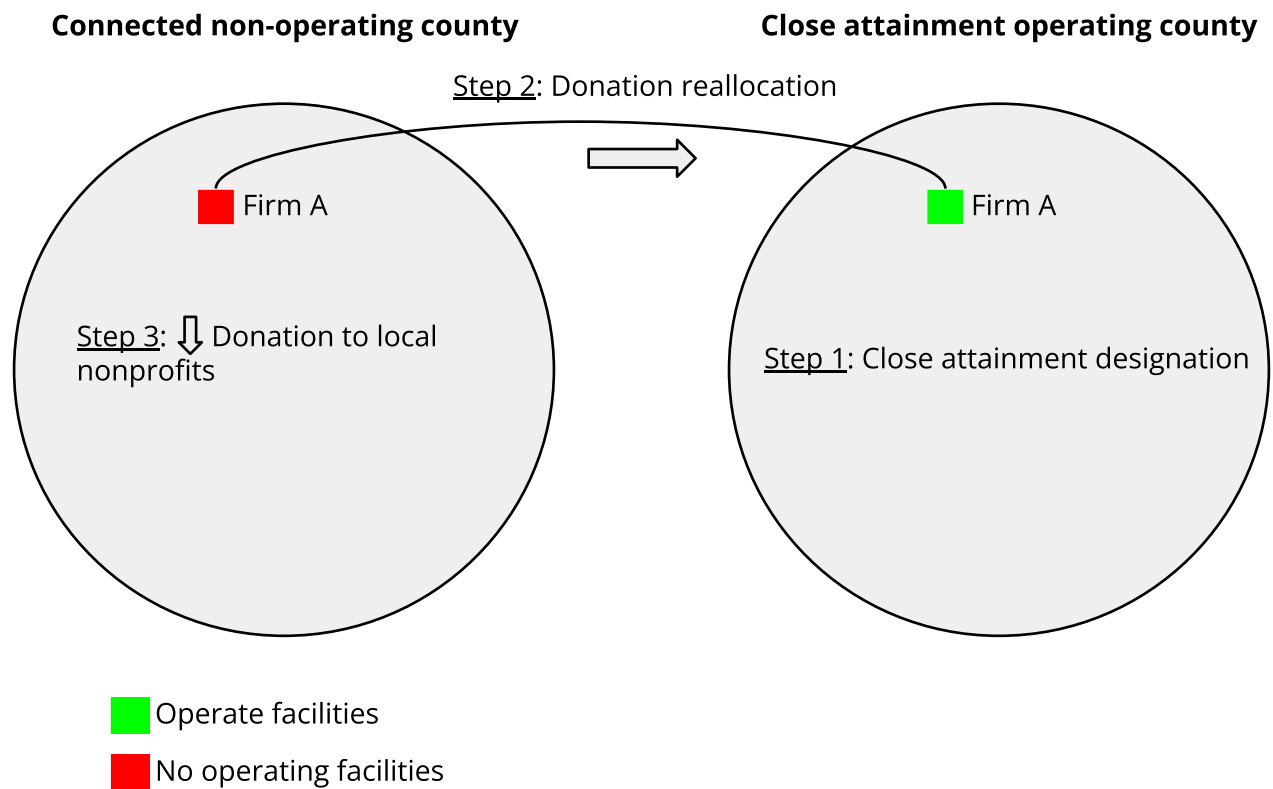 Connected non-operating county
Close attainment operating county
Step 2: Donation reallocation
Firm A
Firm A
Step 3: Donation to local
nonprofits
Step 1: Close attainment designation
Operate facilities
No operating facilities